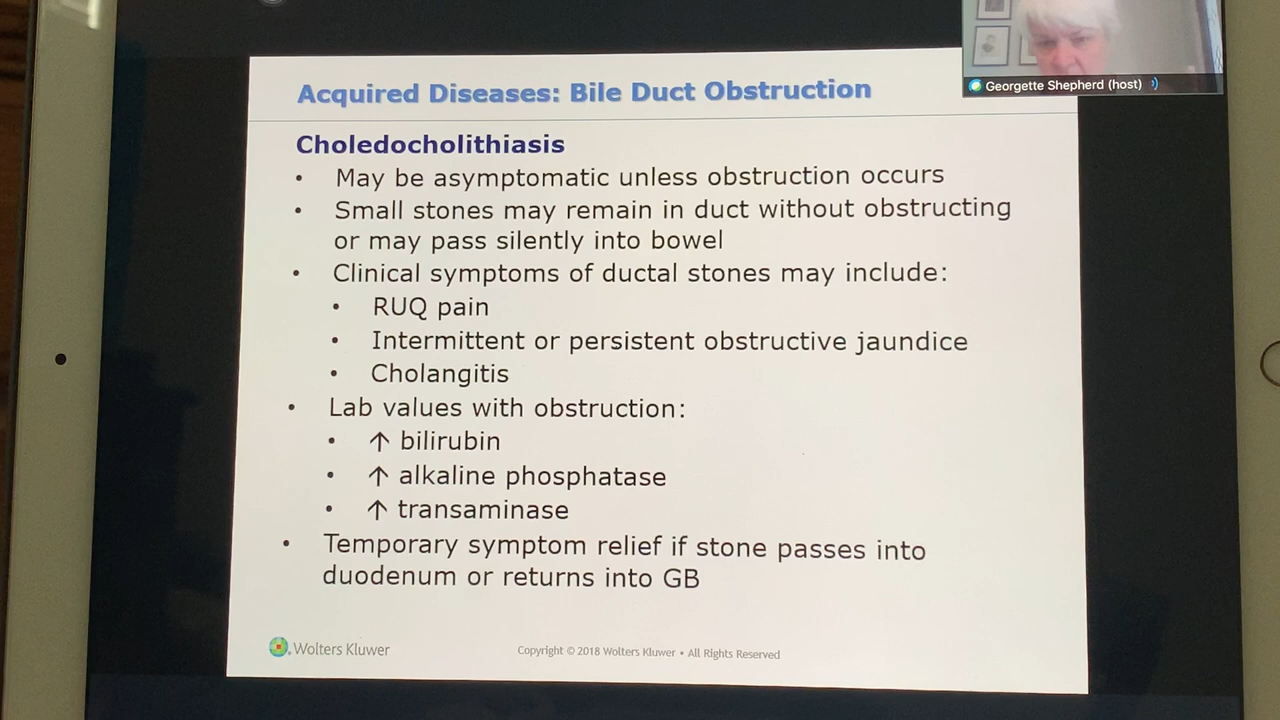 Georgette Shepherd (host)
Acquired Diseases: Bile Duct Obstruction
Choledocholithiasis
• May be asymptomatic unless obstruction occurs
• Small stones may remain in duct without obstructing
or may pass silently into bowel
• Clinical symptoms of ductal stones may include:
• RUQ pain
• Intermittent or persistent obstructive jaundice
• Cholangitis
• Lab values with obstruction:
• ↑ bilirubin
• ↑ alkaline phosphatase
• ↑ transaminase
• Temporary symptom relief if stone passes into
duodenum or returns into GB
Wolters Kluwer
Copyright © 2018 Wolters Kluwer • All Rights Reserved